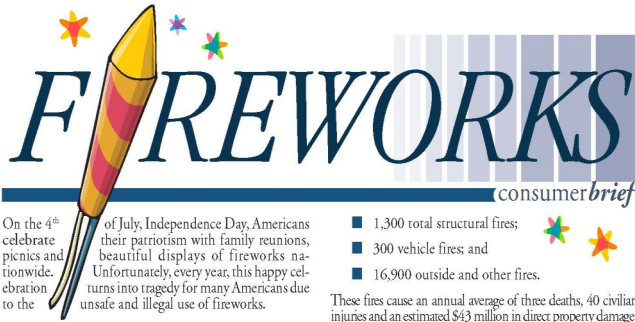 FIREWORKS
consumerbrief
On the 4th of July, Independence Day, Americans
celebrate their patriotism with family reunions,
picnics and beautiful displays of fireworks na-
tionwide. Unfortunately, every year, this happy cel-
ebration turns into tragedy for many Americans due
to the unsafe and illegal use of fireworks.
■ 1,300 total structural fires;
■ 300 vehicle fires; and
■ 16,900 outside and other fires.
These fires cause an annual average of three deaths, 40 civilian
injuries and an estimated $43 million in direct property damage